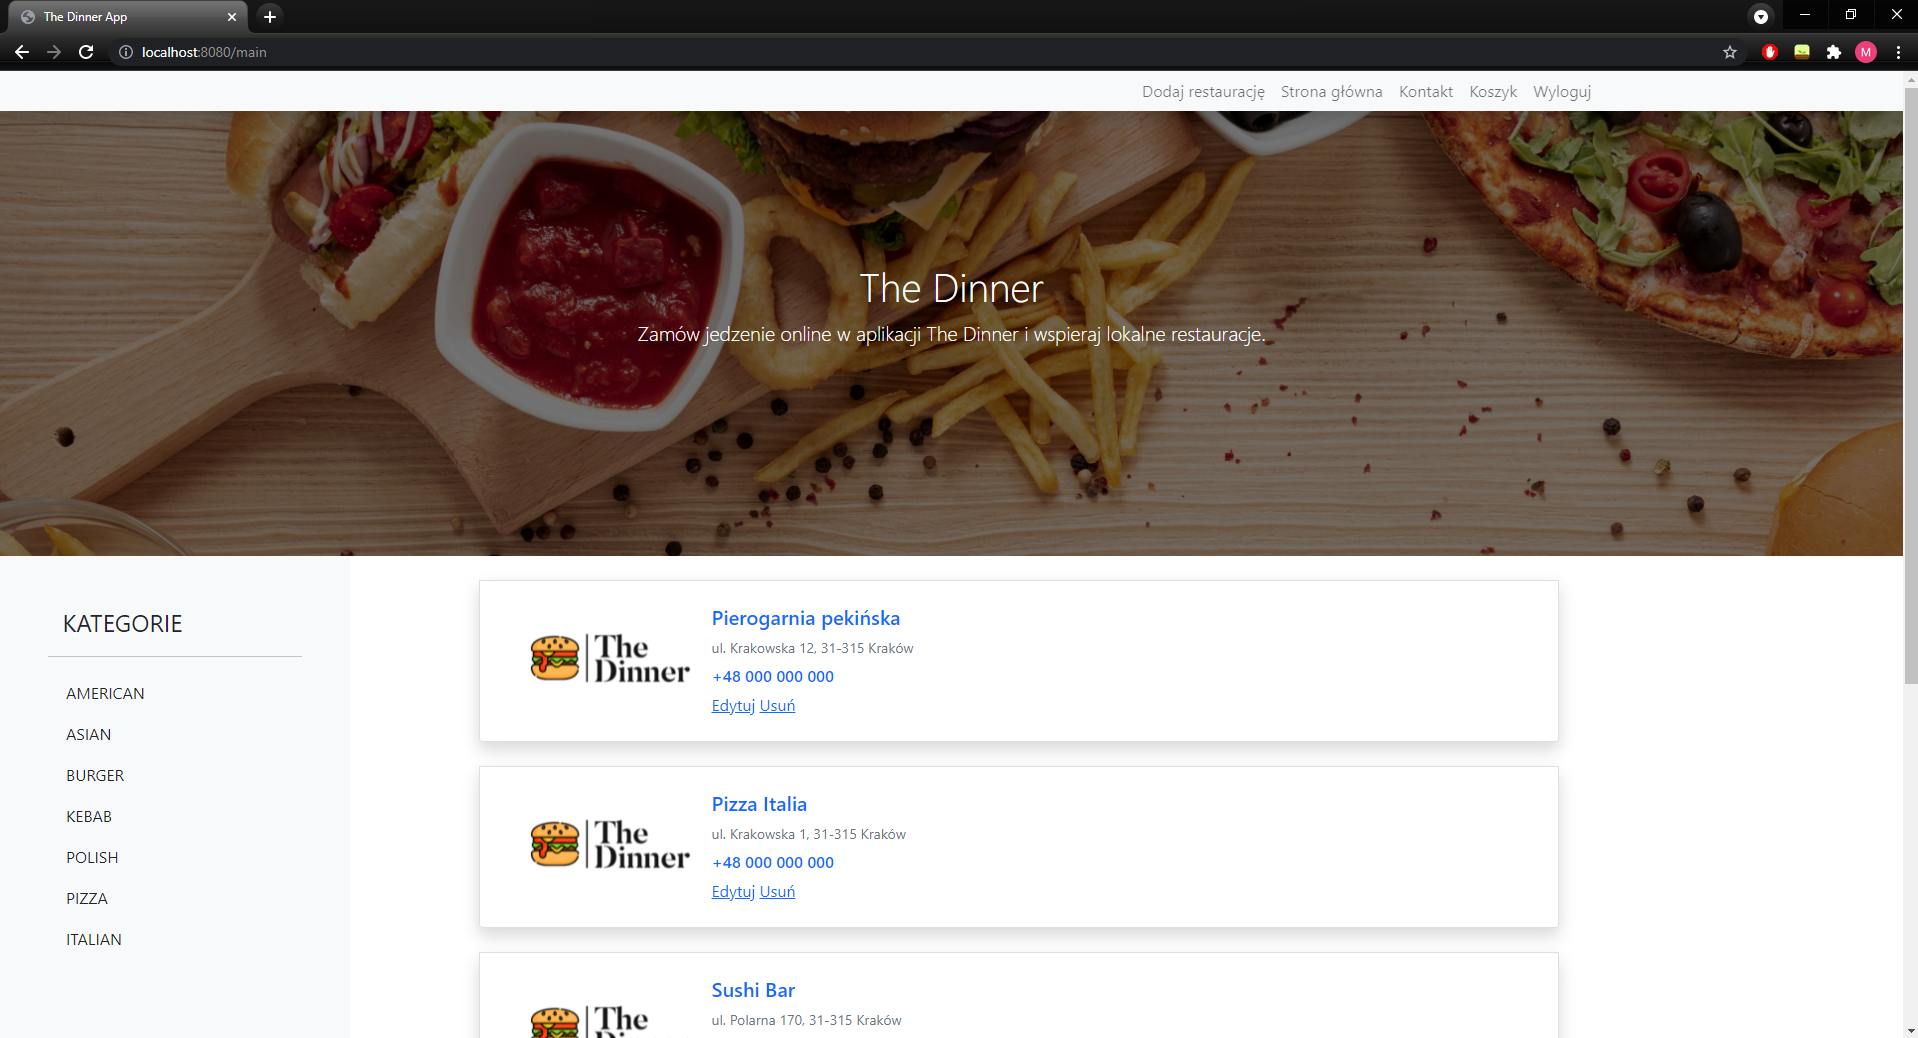 The Dinner App
localhost:8080/main
M
Dodaj restaurację Strona główna Kontakt Koszyk Wyloguj
The Dinner
Zamów jedzenie online w aplikacji The Dinner i wspieraj lokalne restauracje.
KATEGORIE
AMERICAN
ASIAN
BURGER
KEBAB
POLISH
PIZZA
ITALIAN
The
Dinner
Pierogarnia pekińska
ul. Krakowska 12, 31-315 Kraków
+48 000 000 000
Edytuj Usuń
The
Dinner
Pizza Italia
ul. Krakowska 1, 31-315 Kraków
+48 000 000 000
Edytuj Usuń
The
Dinner
Sushi Bar
ul. Polarna 170, 31-315 Kraków